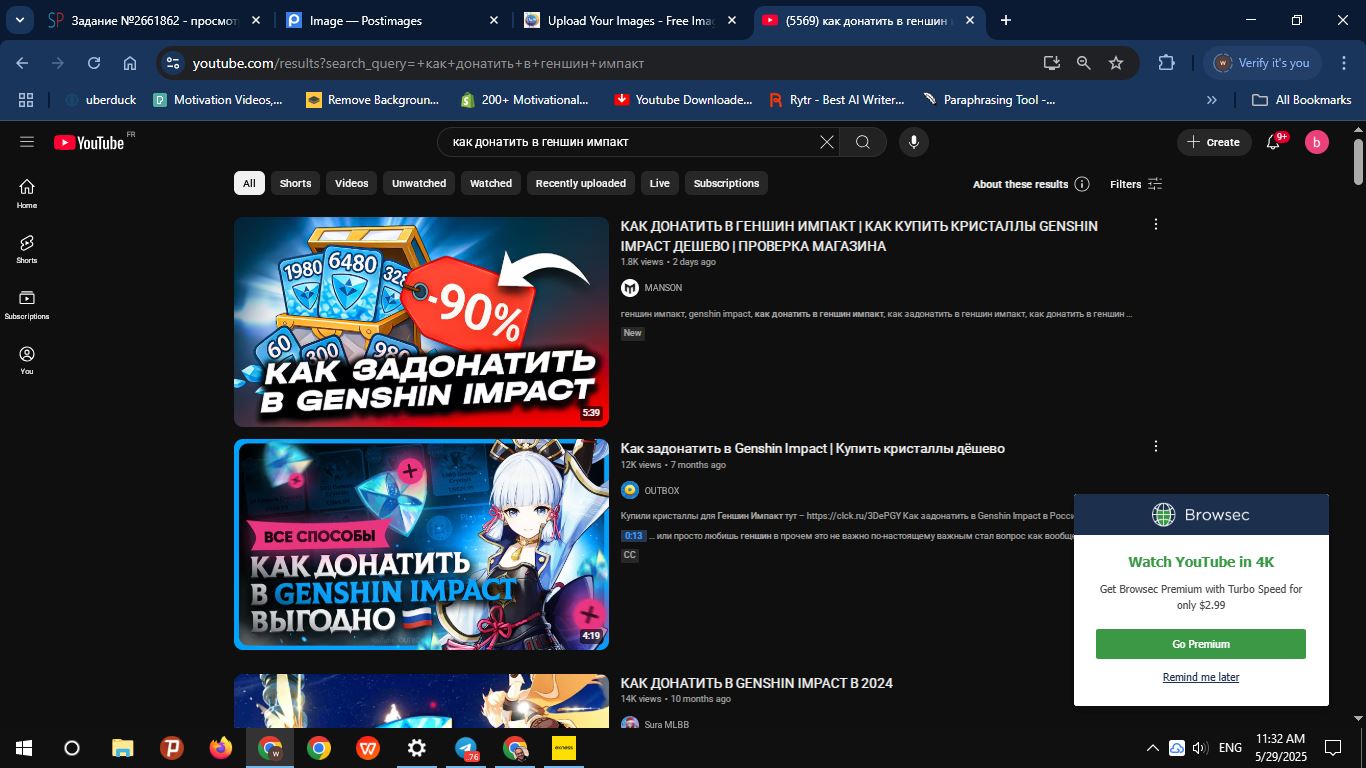 Задание №2661862 - просмот
Image — Postimages
Upload Your Images - Free Imag
(5569) как донатить в геншин
youtube.com/results?search_query=+как+донатить+в+геншин+импакт
Verify it's you
uberduck
Motivation Videos,...
Remove Backgroun...
200+ Motivational...
Youtube Downloade...
Rytr - Best AI Writer...
Paraphrasing Tool -...
All Bookmarks
YouTube FR
как донатить в геншин импакт
Create
9+
b
All
Shorts
Videos
Unwatched
Watched
Recently uploaded
Live
Subscriptions
About these results
Filters
Home
Shorts
Subscriptions
You
1980 6480 328
-90%
60 300 980
КАК ЗАДОНАТИТЬ
В GENSHIN IMPACT
5:39
КАК ДОНАТИТЬ В ГЕНШИН ИМПАКТ | КАК КУПИТЬ КРИСТАЛЛЫ GENSHIN
IMPACT ДЕШЕВО | ПРОВЕРКА МАГАЗИНА
1.8K views • 2 days ago
MANSON
геншин импакт, genshin impact, как донатить в геншин импакт, как задонатить в геншин импакт, как донатить в геншин ...
New
ВСЕ СПОСОБЫ
КАК ДОНАТИТЬ
В GENSHIN IMPACT
ВЫГОДНО
4:19
Как задонатить в Genshin Impact | Купить кристаллы дёшево
12K views • 7 months ago
OUTBOX
Купили кристаллы для Геншин Импакт тут – https://clck.ru/3DePGY Как задонатить в Genshin Impact в Росси
0:13 ... или просто любишь геншин в прочем это не важно по-настоящему важным стал вопрос как вообще
CC
КАК ДОНАТИТЬ В GENSHIN IMPACT В 2024
14K views • 10 months ago
Sura MLBB
Browsec
Watch YouTube in 4K
Get Browsec Premium with Turbo Speed for
only $2.99
Go Premium
Remind me later
.76
exness
ENG
11:32 AM
5/29/2025